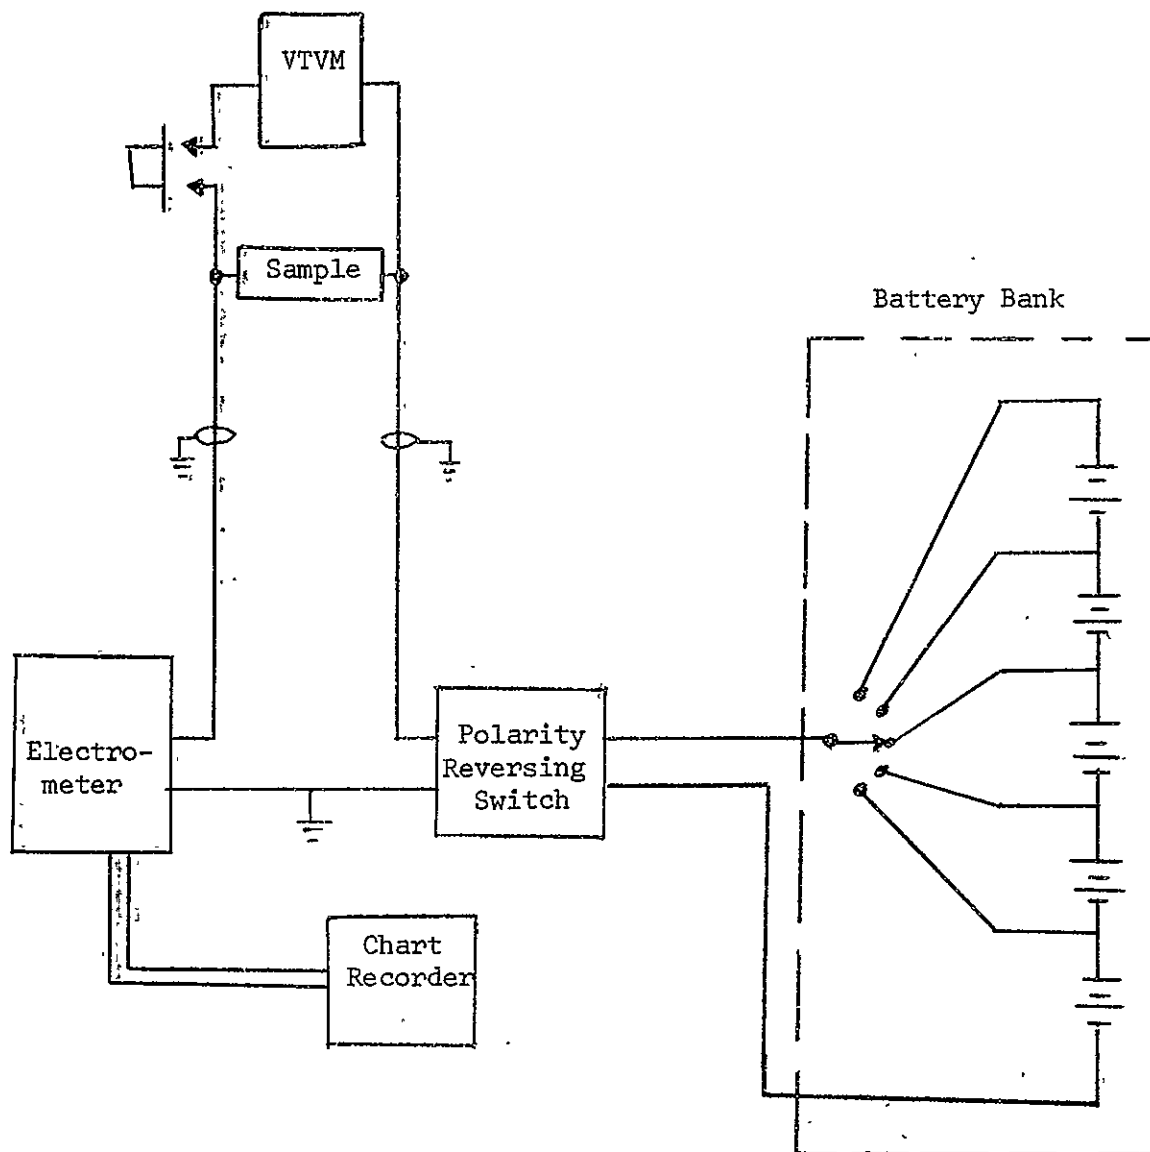 VTVM
Sample
Battery Bank
Electro-
meter
Polarity
Reversing
Switch
Chart
Recorder